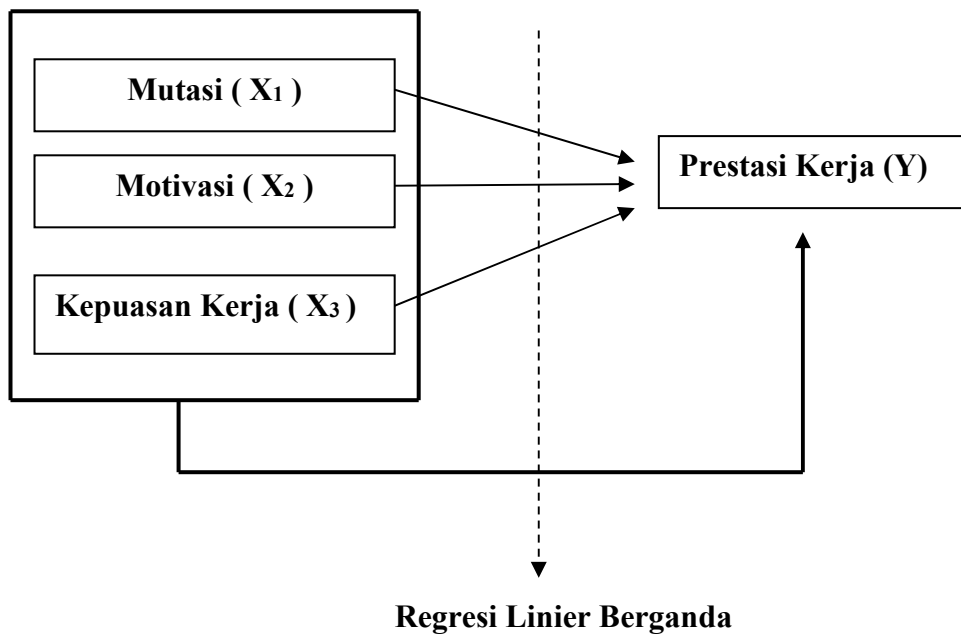 Mutasi ( X1 )
Motivasi ( X2 )
Kepuasan Kerja ( X3 )
Prestasi Kerja (Y)
Regresi Linier Berganda